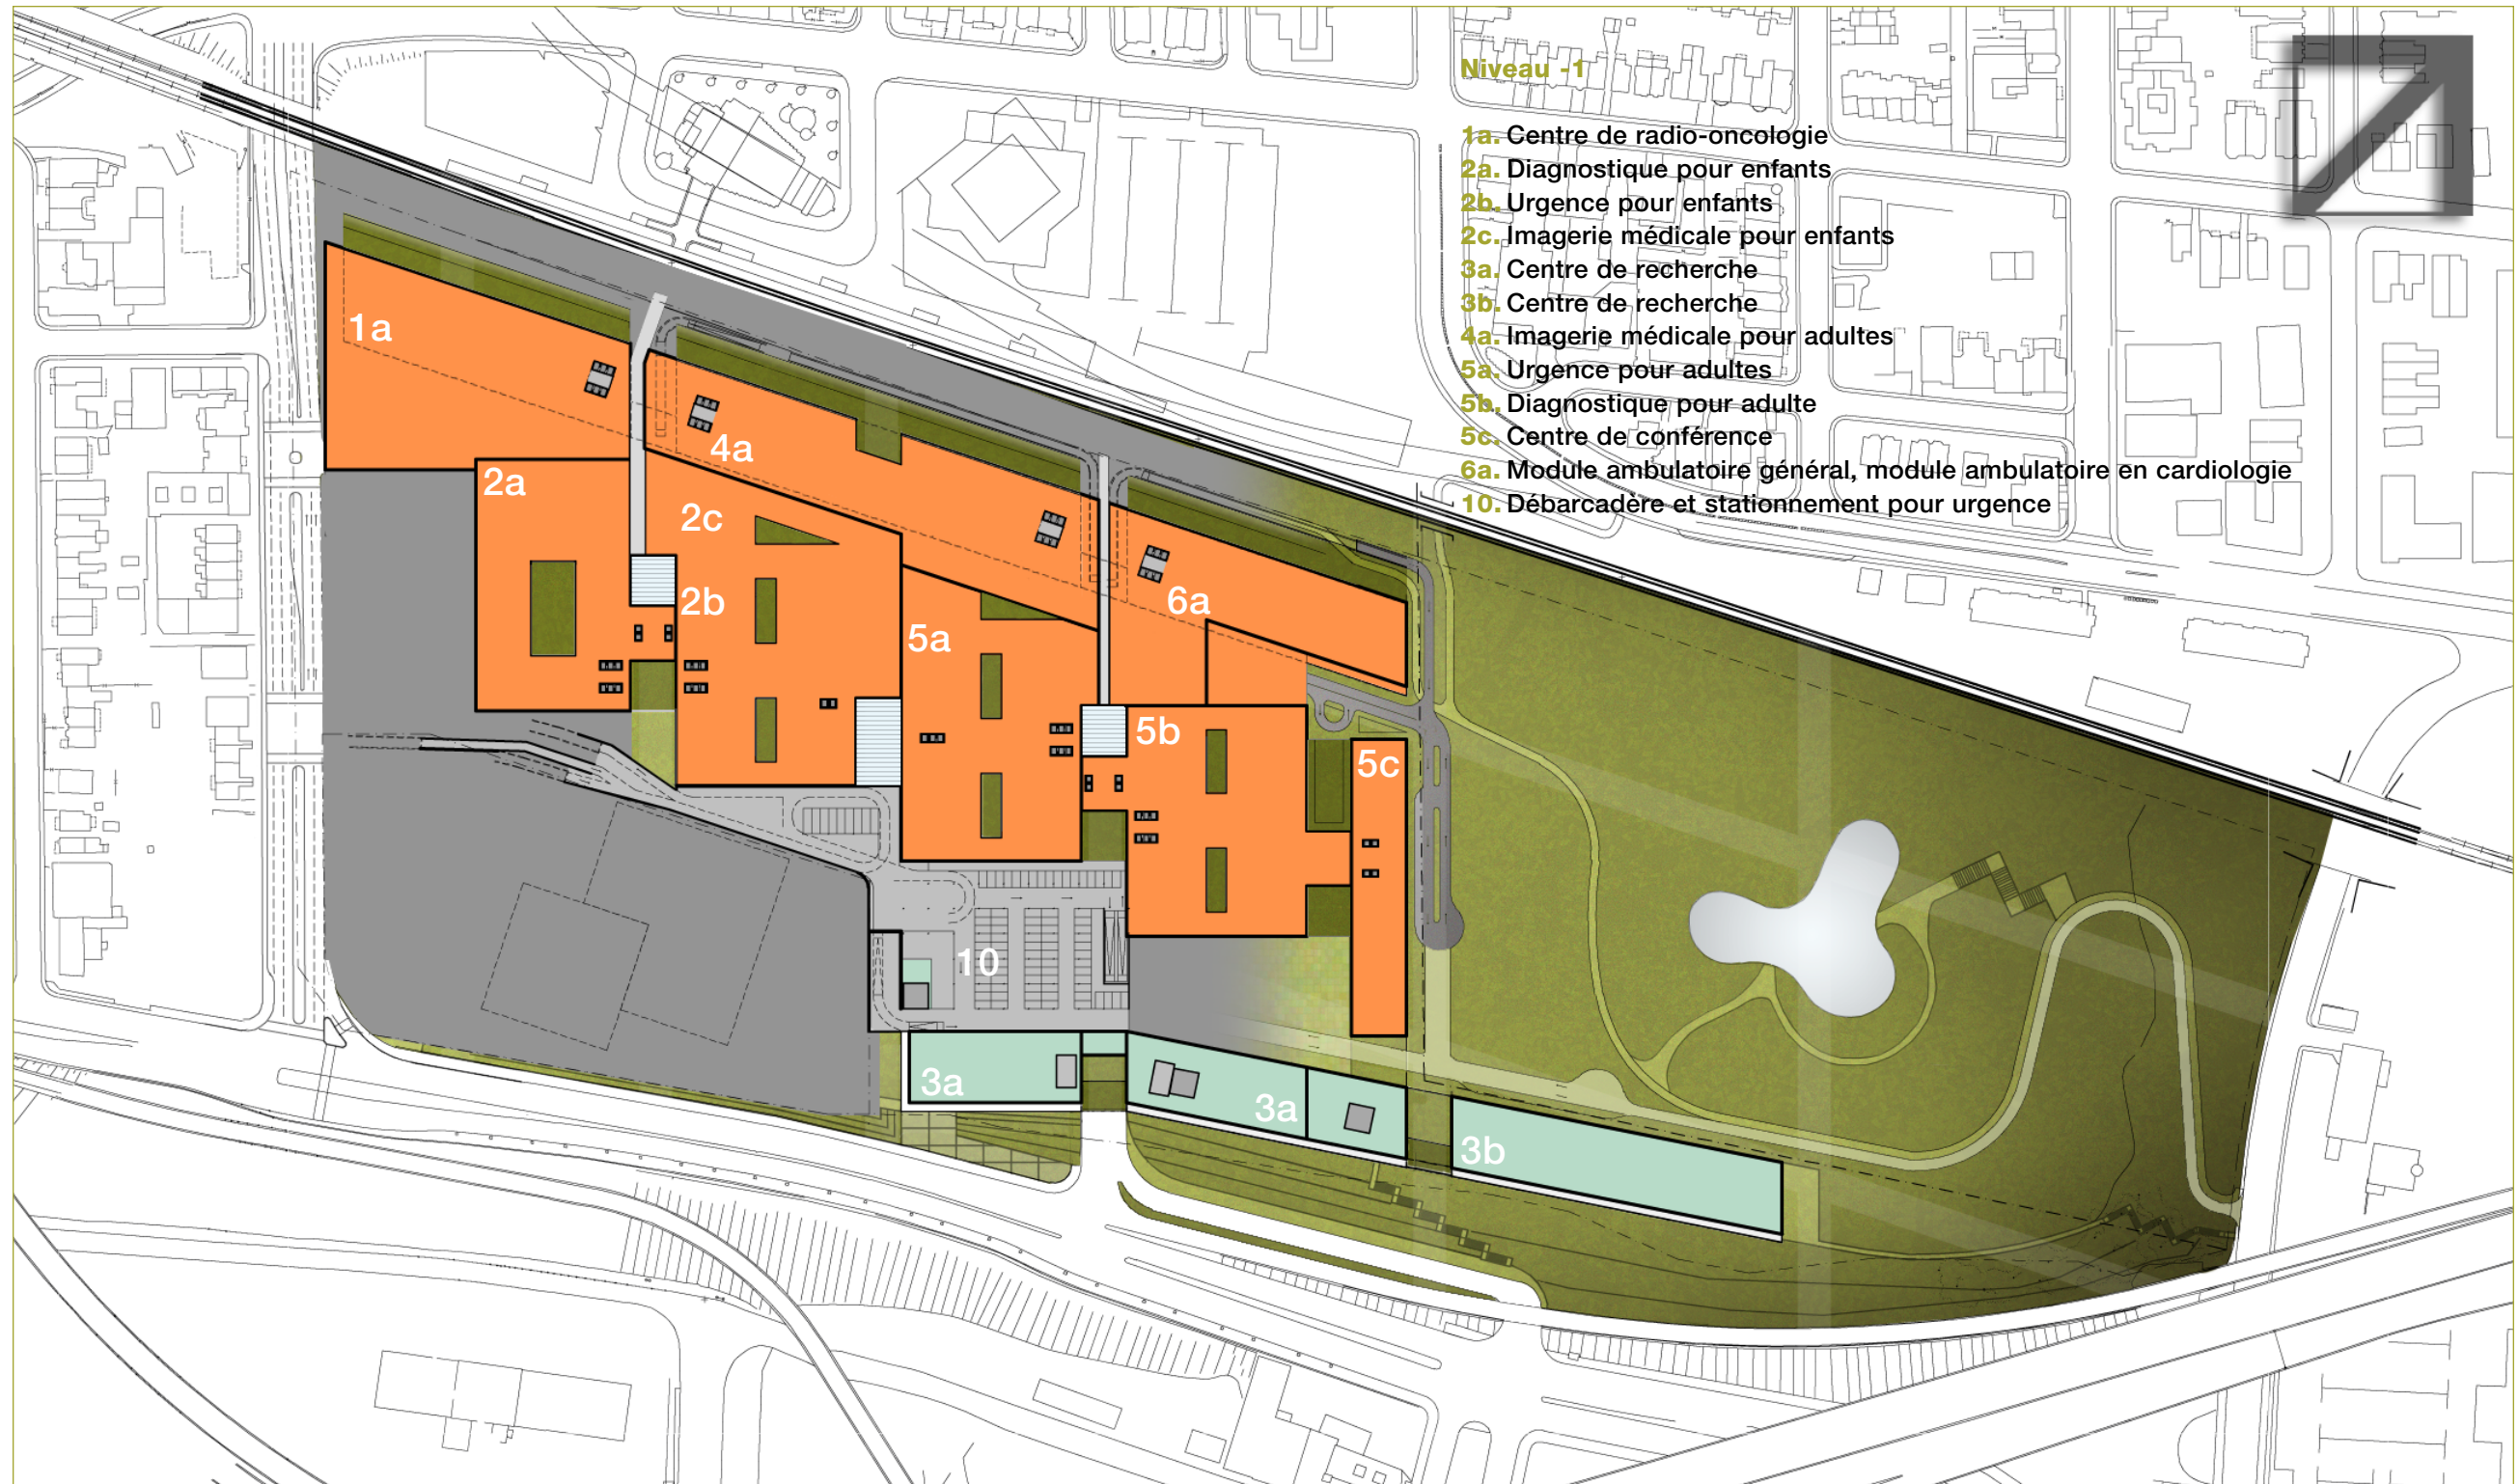 Niveau -1
1a. Centre de radio-oncologie
2a. Diagnostique pour enfants
2b. Urgence pour enfants
2c. Imagerie médicale pour enfants
3a. Centre de recherche
3b. Centre de recherche
4a. Imagerie médicale pour adultes
5a. Urgence pour adultes
5b. Diagnostique pour adulte
5c. Centre de conférence
6a. Module ambulatoire général, module ambulatoire en cardiologie
10. Débarcadère et stationnement pour urgence
1a
4a
2a
2c
2b
6a
5a
5b
5c
10
3a
3a
3b